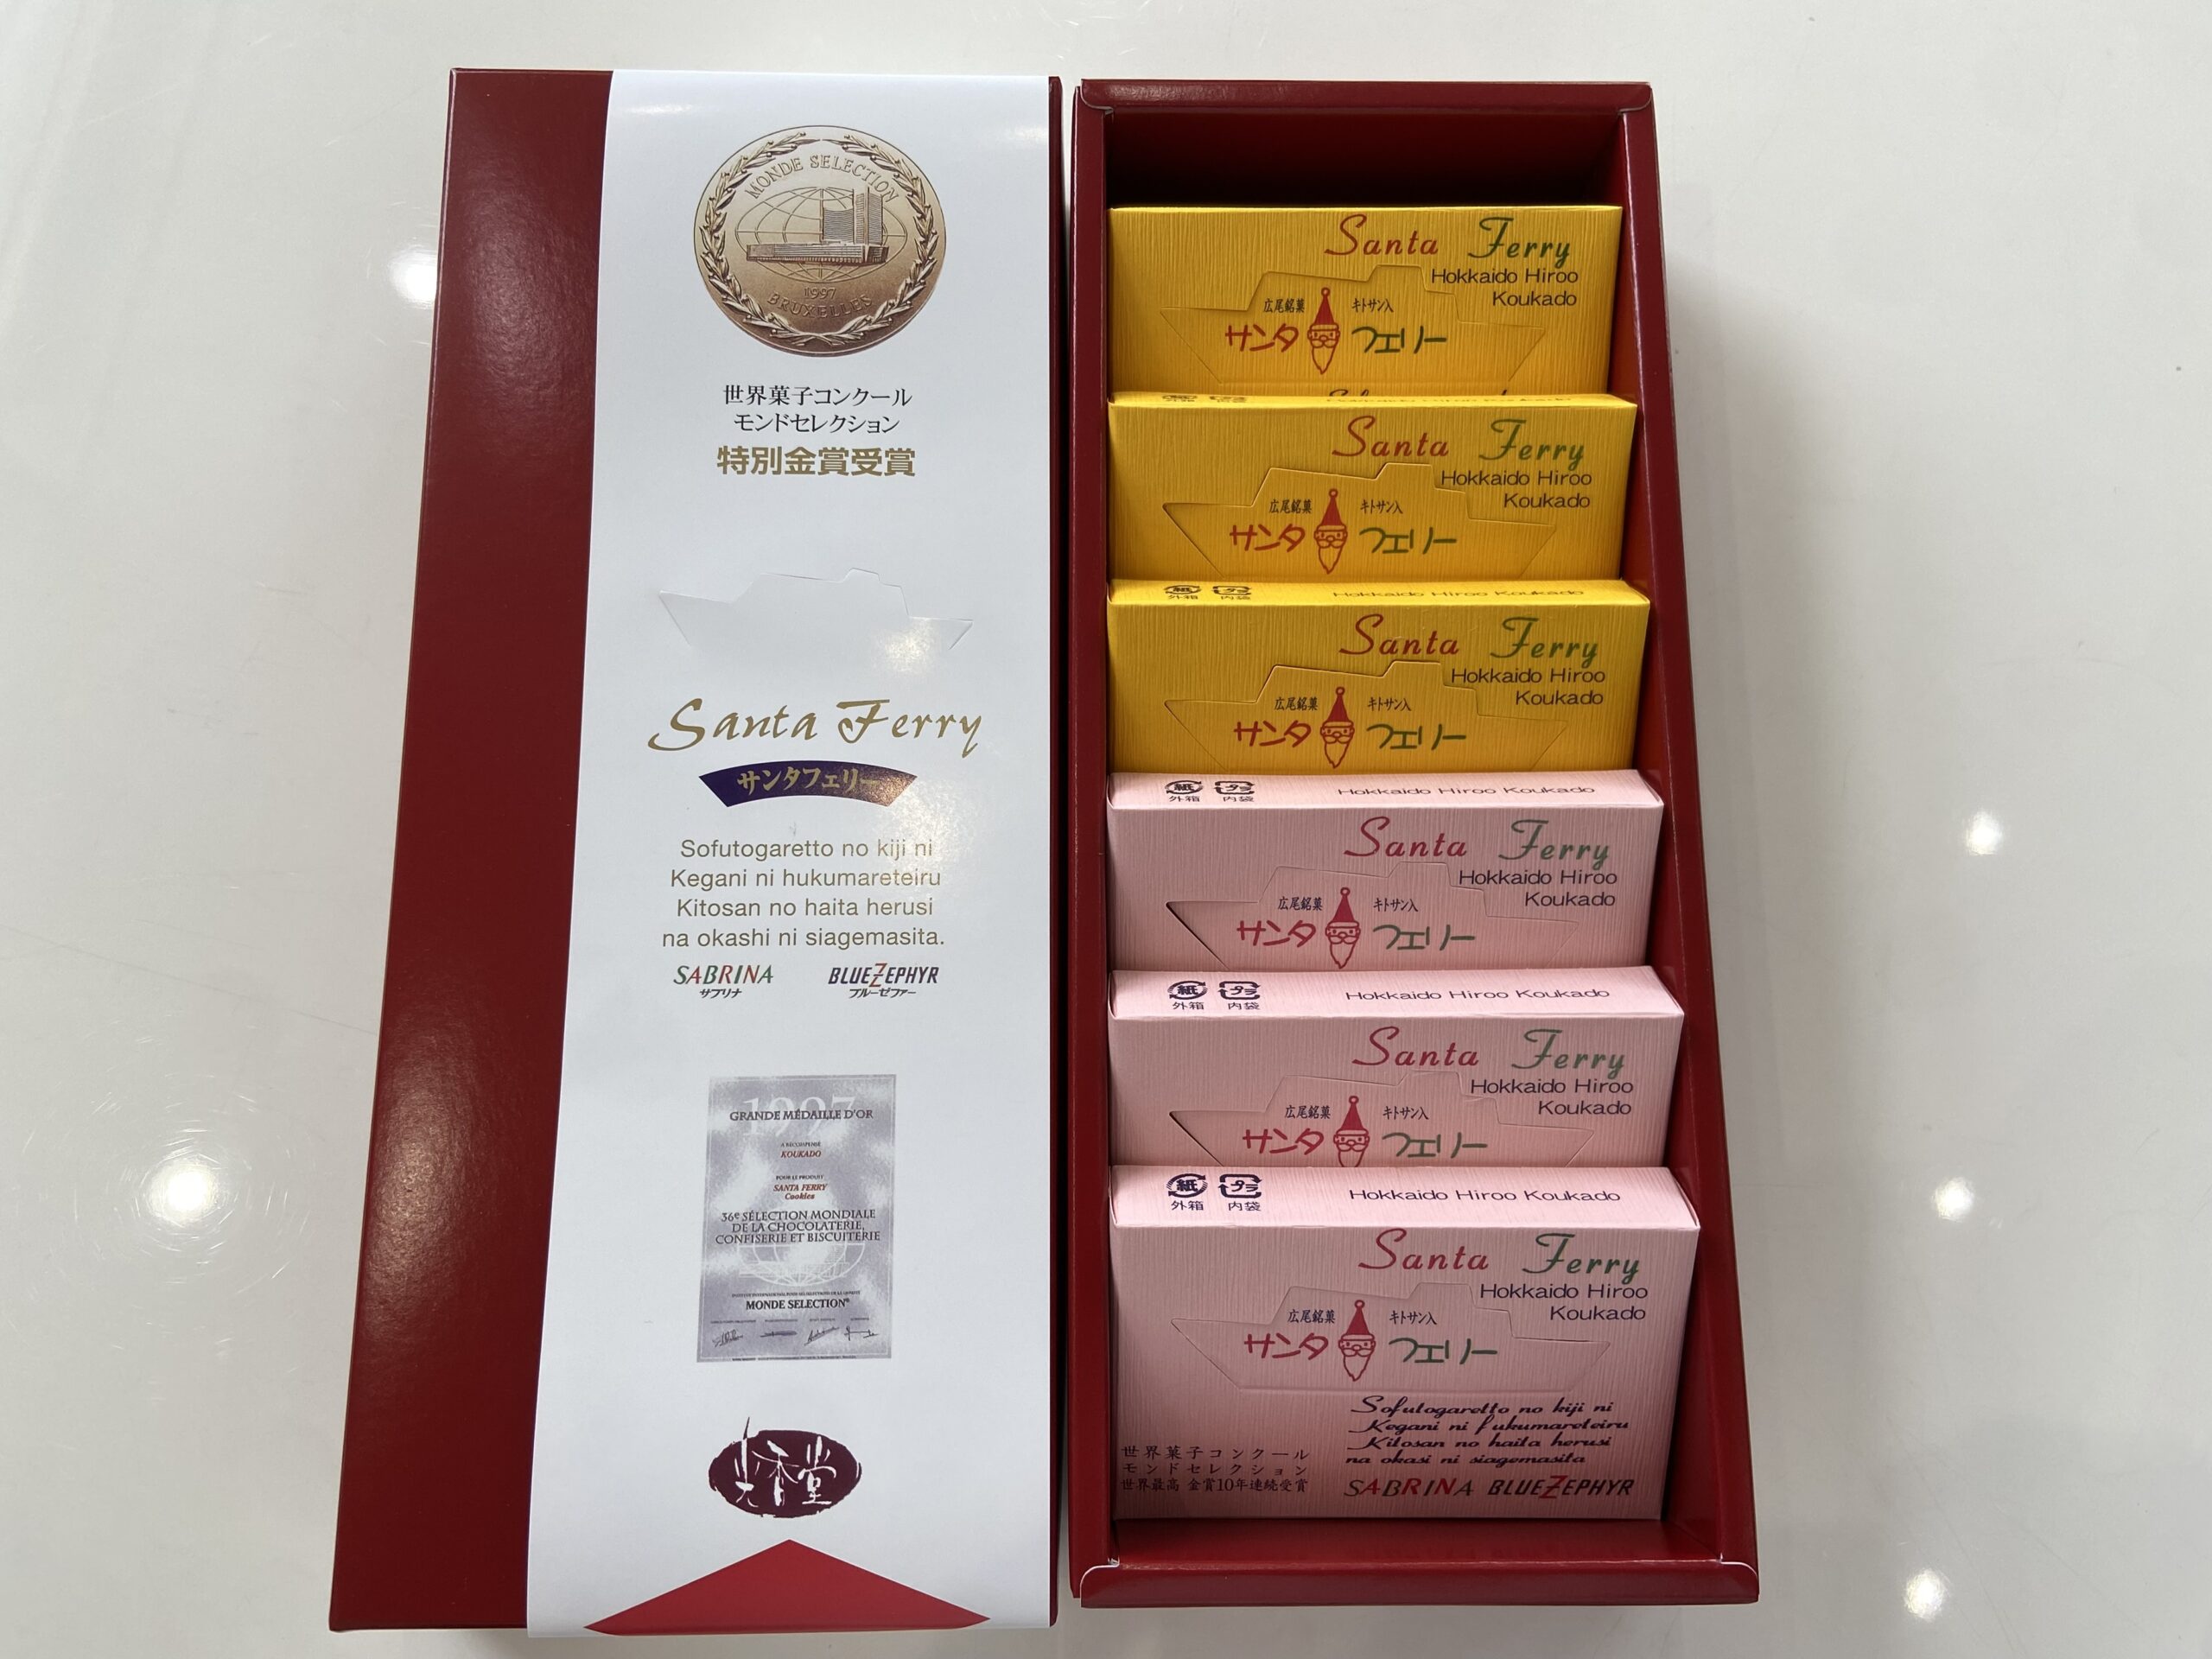 MONDE SELECTION
1997
BRUXELLES
世界菓子コンクール
モンドセレクション
特別金賞受賞
Santa Ferry
サンタフェリー
Sofutogaretto no kiji ni
Kegani ni hukumareteiru
Kitosan no haita herusi
na okashi ni siagemasita.
SABRINA BLUEZEPHYR
サブリナ ブルーゼファー
1997
GRANDE MÉDAILLE D'OR
A RÉCOMPENSÉ
KOUKADO
POUR LE PRODUIT
SANTA FERRY
Cookies
36e SÉLECTION MONDIALE
DE LA CHOCOLATERIE,
CONFISERIE ET BISCUITERIE
MONDE SELECTION®
光香堂
Santa Ferry
Hokkaido Hiroo
Koukado
広尾銘菓 キトサン入
サンタ フェリー
外箱 内袋
Santa Ferry
Hokkaido Hiroo
Koukado
広尾銘菓 キトサン入
サンタ フェリー
紙 プラ Hokkaido Hiroo Koukado
外箱 内袋
Santa Ferry
Hokkaido Hiroo
Koukado
広尾銘菓 キトサン入
サンタ フェリー
紙 プラ Hokkaido Hiroo Koukado
外箱 内袋
Santa Ferry
Hokkaido Hiroo
Koukado
広尾銘菓 キトサン入
サンタ フェリー
紙 プラ Hokkaido Hiroo Koukado
外箱 内袋
Santa Ferry
Hokkaido Hiroo
Koukado
広尾銘菓 キトサン入
サンタ フェリー
紙 プラ Hokkaido Hiroo Koukado
外箱 内袋
Santa Ferry
Hokkaido Hiroo
Koukado
広尾銘菓 キトサン入
サンタ フェリー
Sofutogaretto no kiji ni
Kegani ni fukumareteiru
Kitosan no haita herusi
na okasi ni siagemasita
世界菓子コンクール
モンドセレクション
世界最高 金賞10年連続受賞
SABRINA BLUEZEPHYR